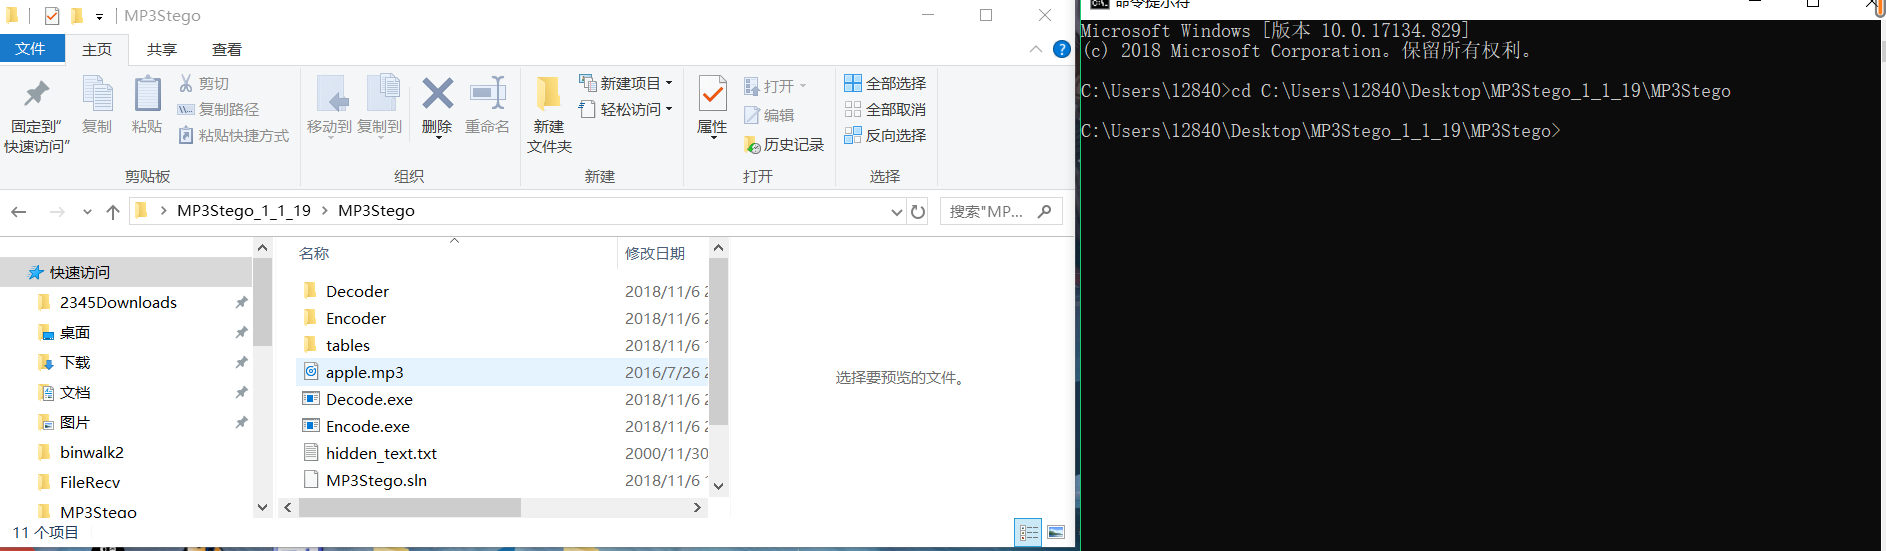 MP3Stego
文件
主页
共享
查看
固定到"
快速访问"
复制
粘贴
剪切
复制路径
粘贴快捷方式
剪贴板
移动到
复制到
删除
重命名
组织
新建
文件夹
新建项目
轻松访问
新建
属性
打开
编辑
历史记录
打开
全部选择
全部取消
反向选择
选择
MP3Stego_1_1_19 > MP3Stego
搜索"MP...
快速访问
2345Downloads
桌面
下载
文档
图片
binwalk2
FileRecv
MP3Stego
名称 修改日期
Decoder 2018/11/6 2
Encoder 2018/11/6 2
tables 2018/11/6 1
apple.mp3 2016/7/26 2
Decode.exe 2018/11/6 2
Encode.exe 2018/11/6 2
hidden_text.txt 2000/11/30
MP3Stego.sln 2018/11/6 1
选择要预览的文件。
11 个项目
命令提示符
Microsoft Windows [版本 10.0.17134.829]
(c) 2018 Microsoft Corporation。保留所有权利。
C:\Users\12840>cd C:\Users\12840\Desktop\MP3Stego_1_1_19\MP3Stego
C:\Users\12840\Desktop\MP3Stego_1_1_19\MP3Stego>